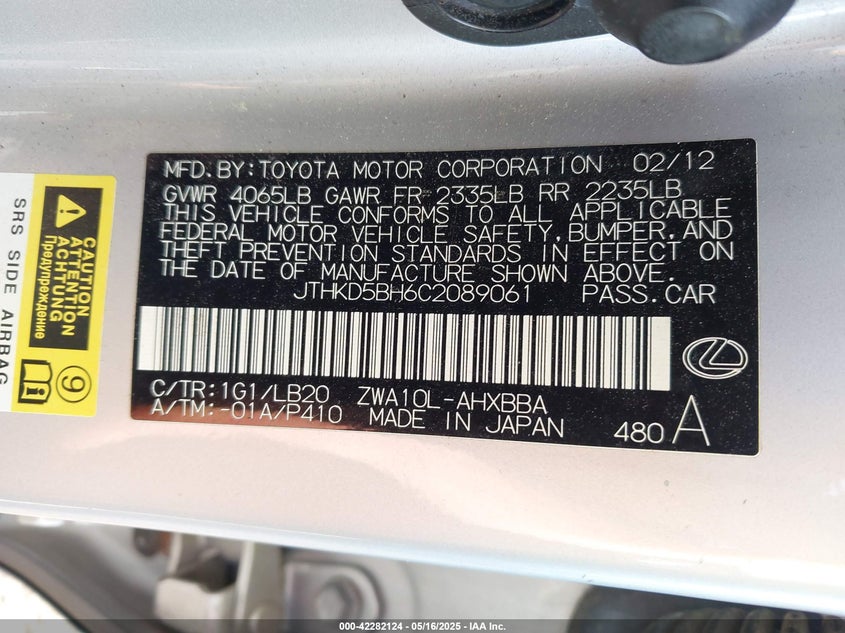 MFD.BY:TOYOTA MOTOR CORPORATION 02/12
GVWR 4065LB GAWR FR 2335LB RR 2235LB
THIS VEHICLE CONFORMS TO ALL APPLICABLE
FEDERAL MOTOR VEHICLE SAFETY,BUMPER,AND
THEFT PREVENTION STANDARDS IN EFFECT ON
THE DATE OF MANUFACTURE SHOWN ABOVE.
JTHKD5BH6C2089061 PASS.CAR
C/TR:1G1/LB20 ZWA10L-AHXBBA
A/TM:-01A/P410 MADE IN JAPAN 480 A
SRS SIDE AIRBAG
CAUTION
ATTENTION
ACHTUNG
Предупреждение
9
000-42282124 - 05/16/2025 - IAA Inc.